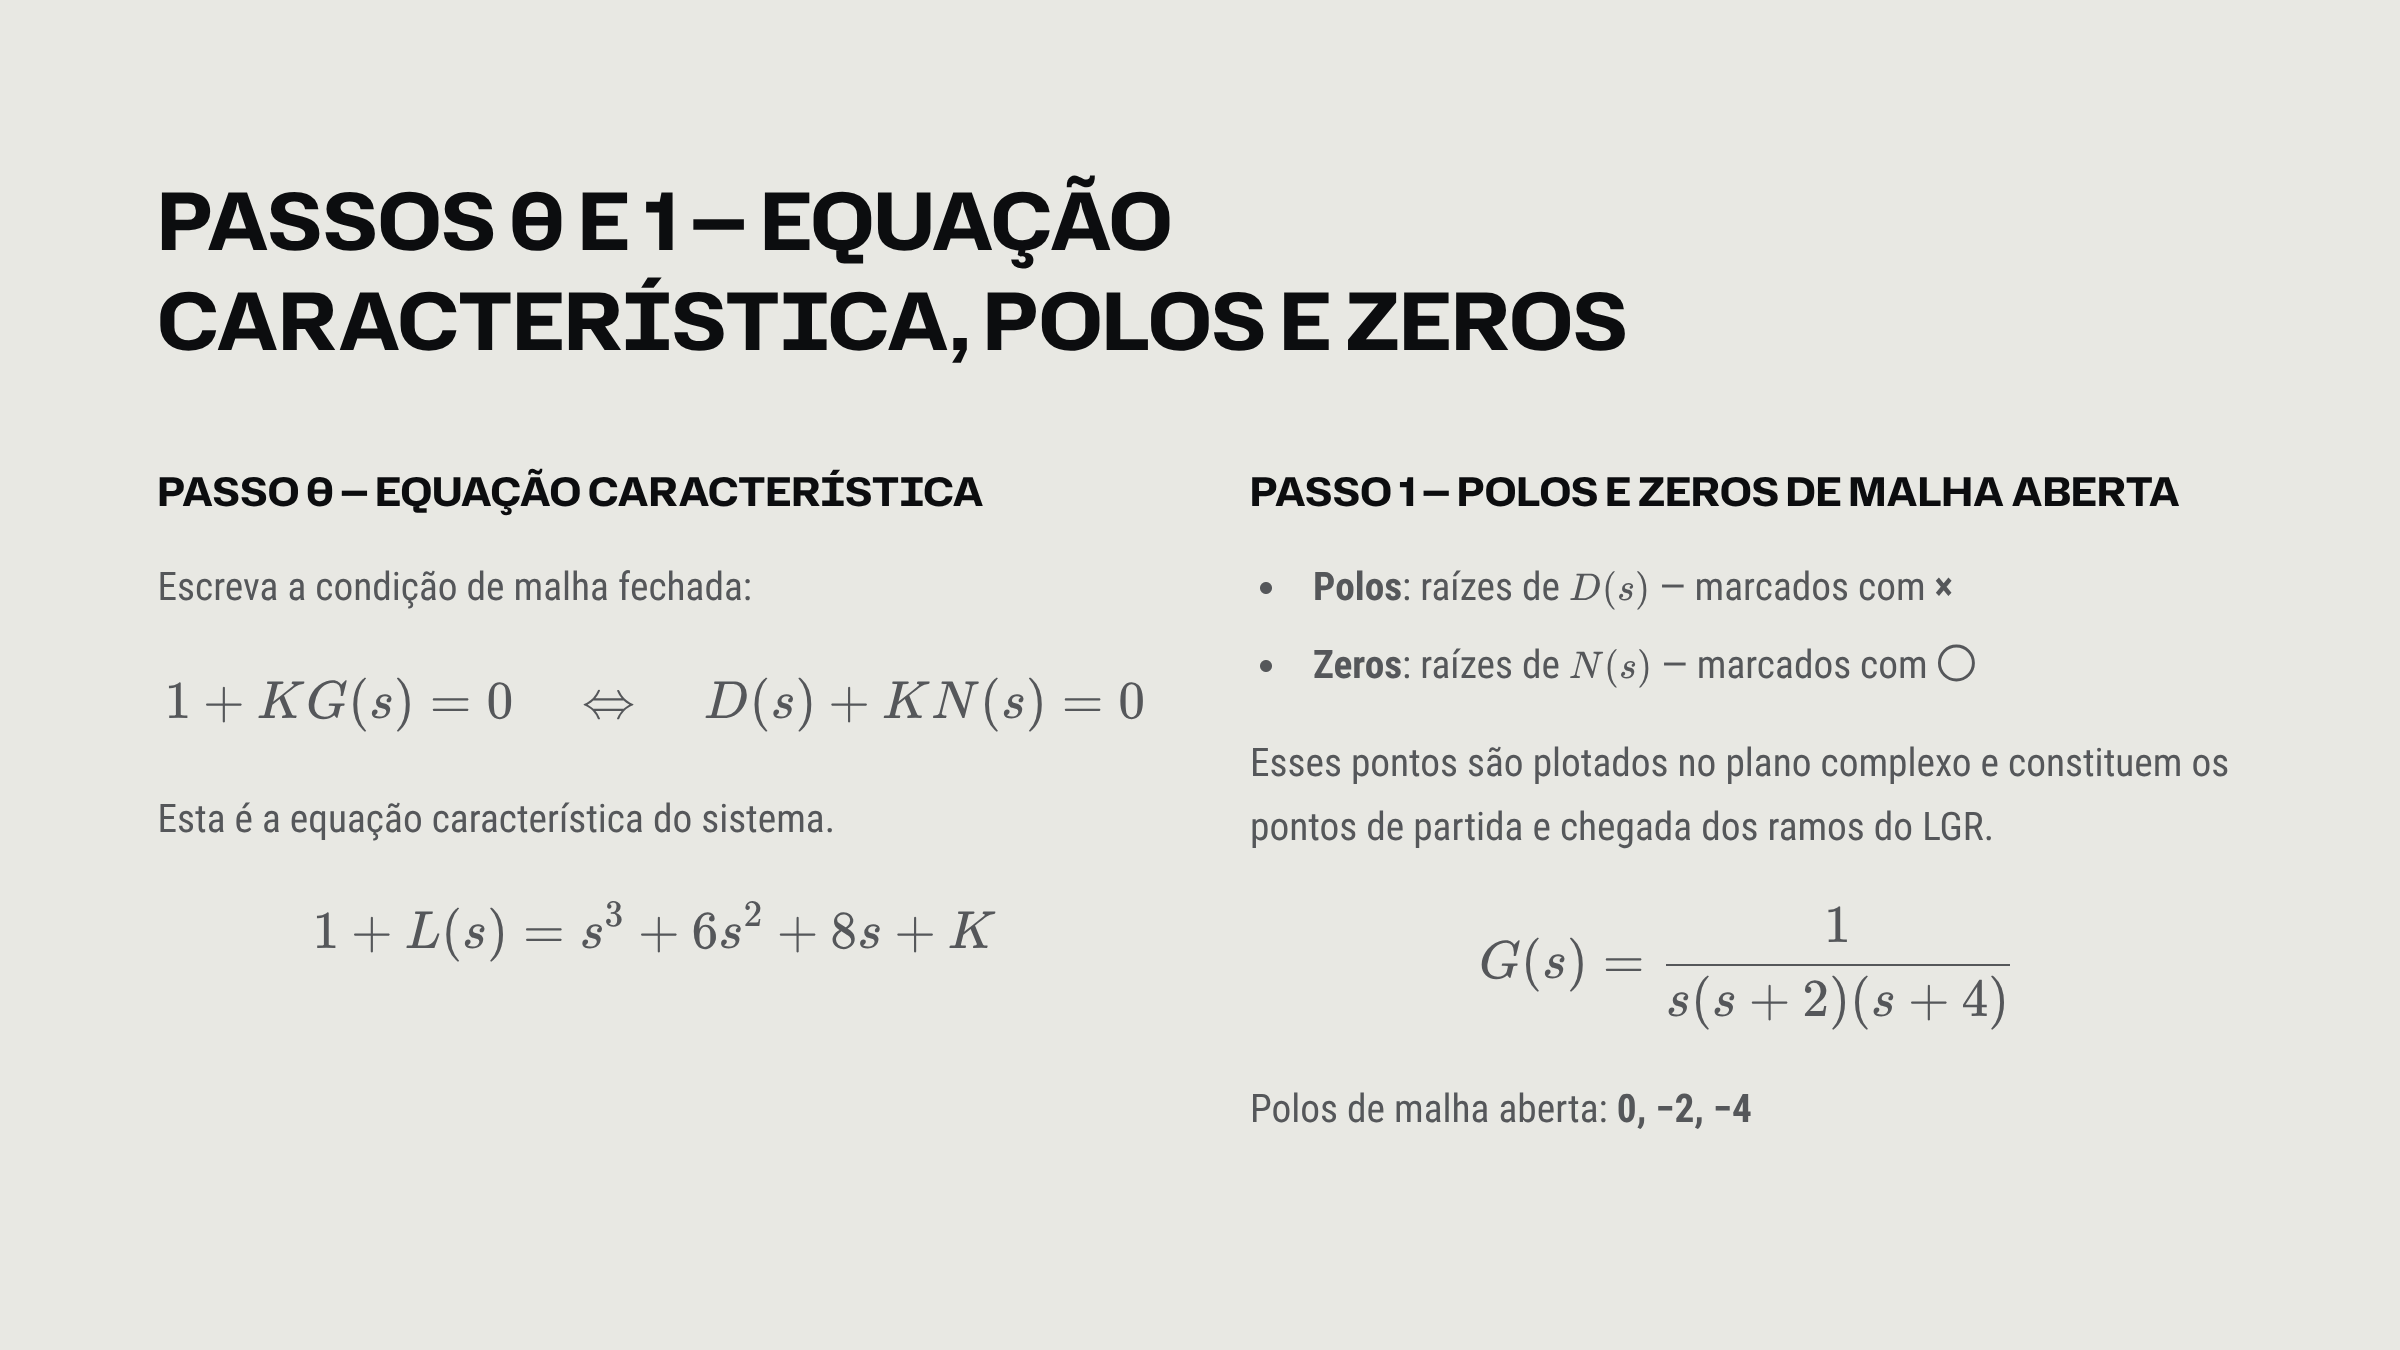 PASSOS 0 E 1 – EQUAÇÃO
CARACTERÍSTICA, POLOS E ZEROS
PASSO 0 – EQUAÇÃO CARACTERÍSTICA
Escreva a condição de malha fechada:
1 + KG(s) = 0 ⇔ D(s) + KN(s) = 0
Esta é a equação característica do sistema.
1 + L(s) = s³ + 6s² + 8s + K
PASSO 1 – POLOS E ZEROS DE MALHA ABERTA
• Polos: raízes de D(s) – marcados com ×
• Zeros: raízes de N(s) – marcados com ○
Esses pontos são plotados no plano complexo e constituem os
pontos de partida e chegada dos ramos do LGR.
G(s) = 1 / s(s + 2)(s + 4)
Polos de malha aberta: 0, −2, −4